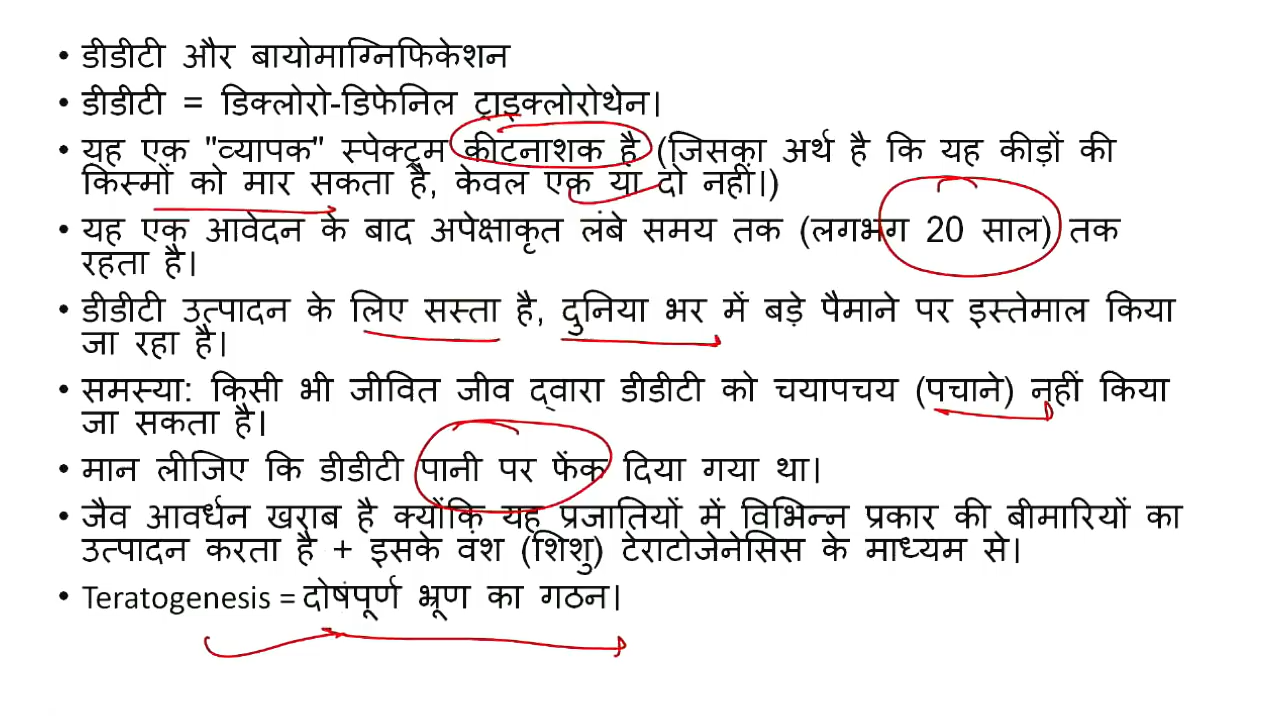 • डीडीटी और बायोमाग्निफिकेशन
• डीडीटी = डिक्लोरो-डिफेनिल ट्राइक्लोरोथेन।
• यह एक "व्यापक" स्पेक्ट्रम कीटनाशक है (जिसका अर्थ है कि यह कीड़ों की
किस्मों को मार सकता है, केवल एक या दो नहीं।)
• यह एक आवेदन के बाद अपेक्षाकृत लंबे समय तक (लगभग 20 साल) तक
रहता है।
• डीडीटी उत्पादन के लिए सस्ता है, दुनिया भर में बड़े पैमाने पर इस्तेमाल किया
जा रहा है।
• समस्या: किसी भी जीवित जीव द्वारा डीडीटी को चयापचय (पचाने) नहीं किया
जा सकता है।
• मान लीजिए कि डीडीटी पानी पर फेंक दिया गया था।
• जैव आवर्धन खराब है क्योंकि यह प्रजातियों में विभिन्न प्रकार की बीमारियों का
उत्पादन करता है + इसके वंश (शिशु) टेराटोजेनेसिस के माध्यम से।
• Teratogenesis = दोषंपूर्ण भ्रूण का गठन।